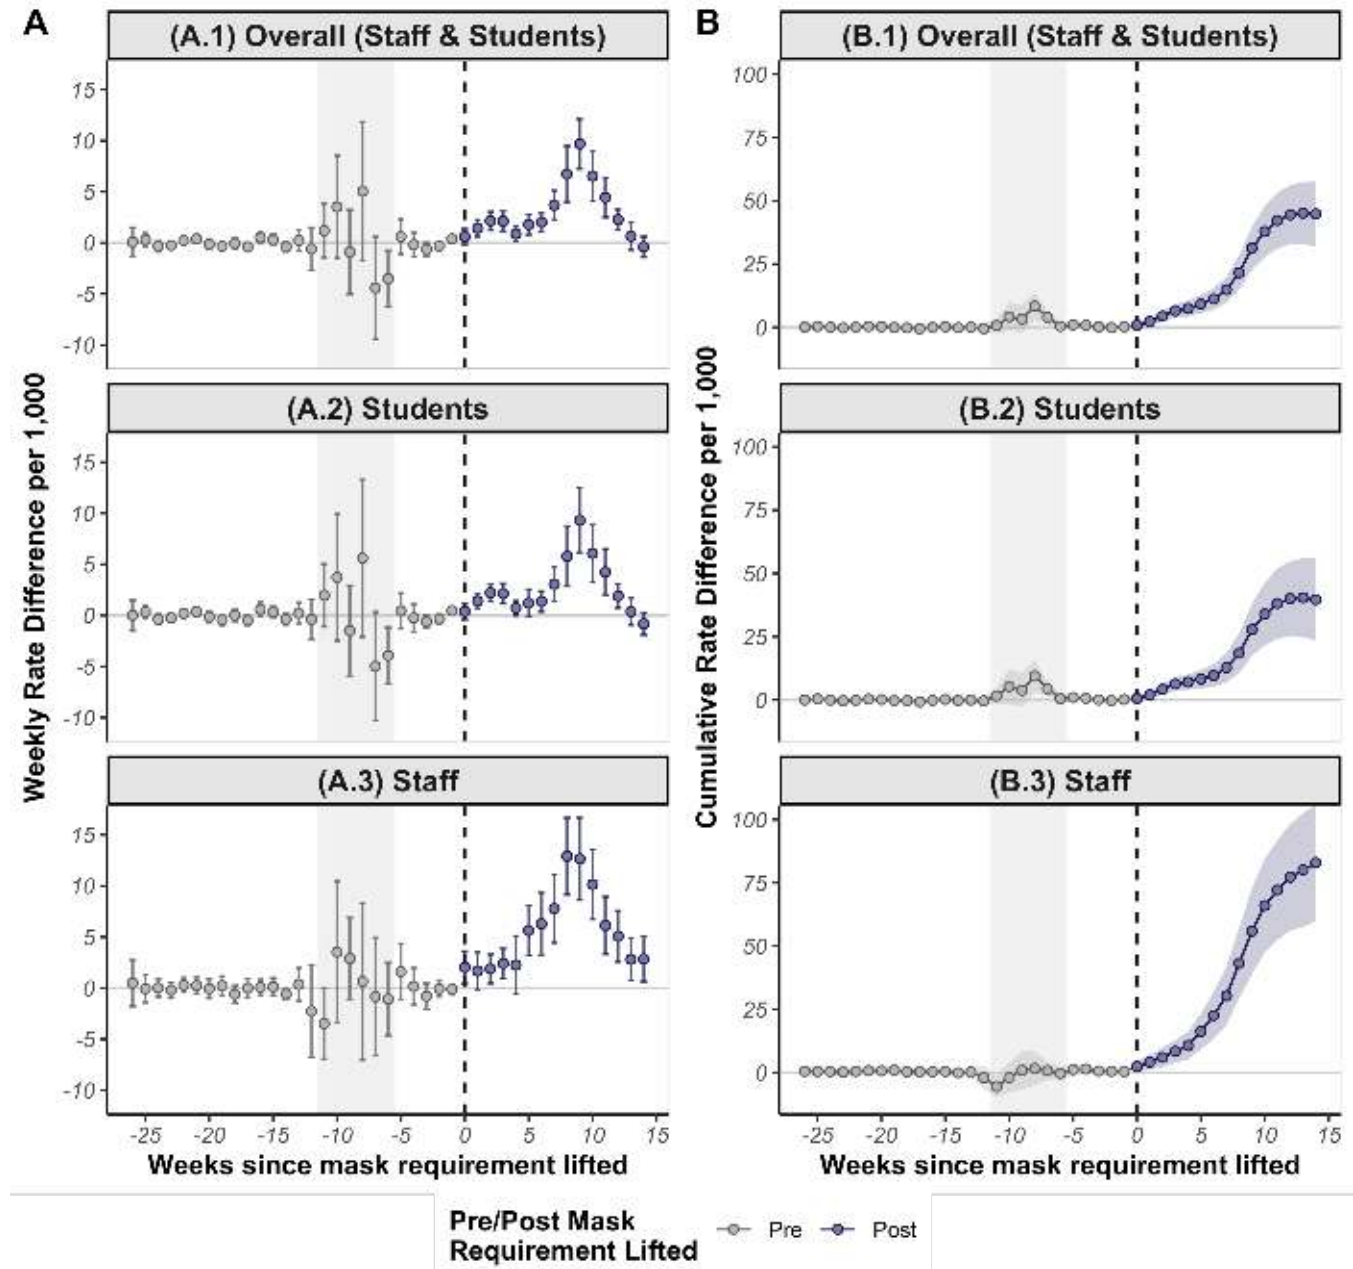 A
(A.1) Overall (Staff & Students)
15
10
5
0
-5
-10
(A.2) Students
15
10
5
0
-5
-10
(A.3) Staff
15
10
5
0
-5
-10
-25 -20 -15 -10 -5 0 5 10 15
Weeks since mask requirement lifted
Weekly Rate Difference per 1,000
B
(B.1) Overall (Staff & Students)
100
75
50
25
0
(B.2) Students
100
75
50
25
0
(B.3) Staff
100
75
50
25
0
-25 -20 -15 -10 -5 0 5 10 15
Weeks since mask requirement lifted
Cumulative Rate Difference per 1,000
Pre/Post Mask
Requirement Lifted
Pre
Post